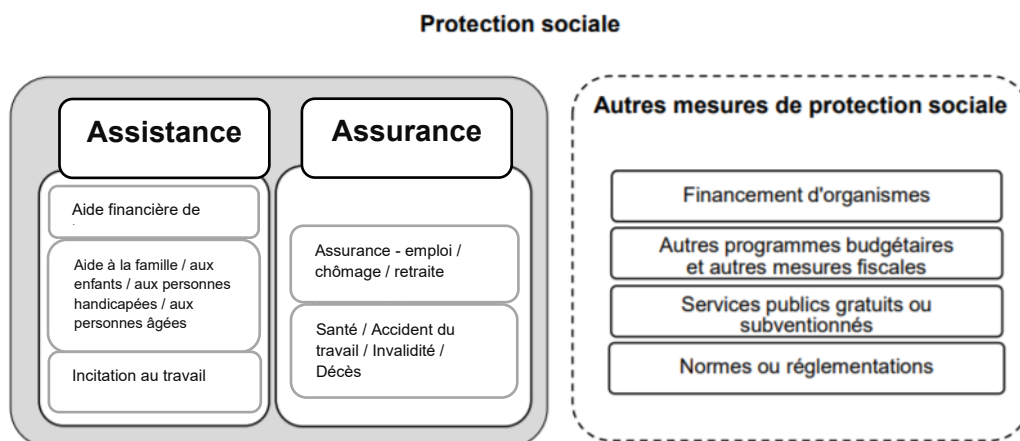 Protection sociale
Assistance
Aide financière de
Aide à la famille / aux
enfants / aux personnes
handicapées / aux
personnes âgées
Incitation au travail
Assurance
Assurance - emploi /
chômage / retraite
Santé / Accident du
travail / Invalidité /
Décès
Autres mesures de protection sociale
Financement d'organismes
Autres programmes budgétaires
et autres mesures fiscales
Services publics gratuits ou
subventionnés
Normes ou réglementations